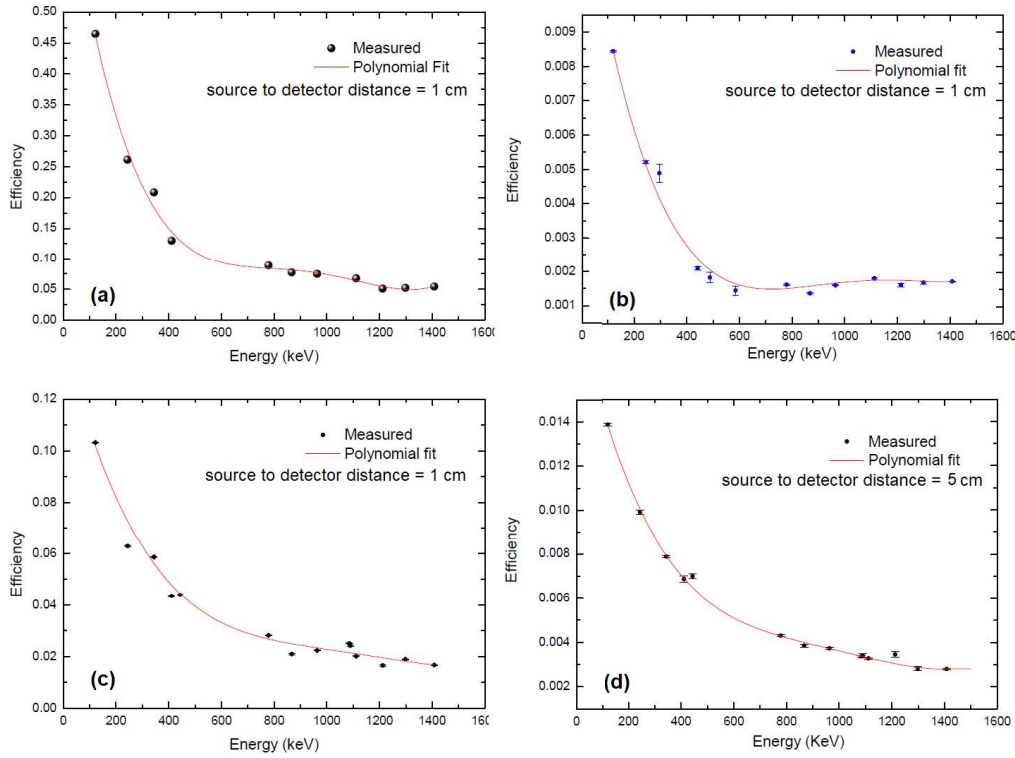 0.50
0.45
0.40
0.35
0.30
0.25
0.20
0.15
0.10
0.05
0.00
Efficiency
Measured
Polynomial Fit
source to detector distance = 1 cm
(a)
0 200 400 600 800 1000 1200 1400 1600
Energy (keV)
0.009
0.008
0.007
0.006
0.005
0.004
0.003
0.002
0.001
Efficiency
Measured
Polynomial fit
source to detector distance = 1 cm
(b)
0 200 400 600 800 1000 1200 1400 1600
Energy (keV)
0.12
0.10
0.08
0.06
0.04
0.02
0.00
Efficiency
Measured
Polynomial fit
source to detector distance = 1 cm
(c)
0 200 400 600 800 1000 1200 1400 1600
Energy (keV)
0.014
0.012
0.010
0.008
0.006
0.004
0.002
Efficiency
Measured
Polynomial fit
source to detector distance = 5 cm
(d)
0 200 400 600 800 1000 1200 1400 1600
Energy (KeV)